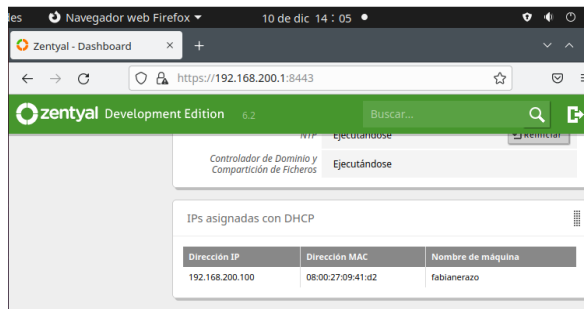 des Navegador web Firefox 10 de dic 14:05
Zentyal - Dashboard × +
https://192.168.200.1:8443
zentyal Development Edition 6.2 Buscar...
NTP Ejecutándose Reiniciar
Controlador de Dominio y
Compartición de Ficheros Ejecutándose
IPs asignadas con DHCP
Dirección IP Dirección MAC Nombre de máquina
192.168.200.100 08:00:27:09:41:d2 fabianerazo